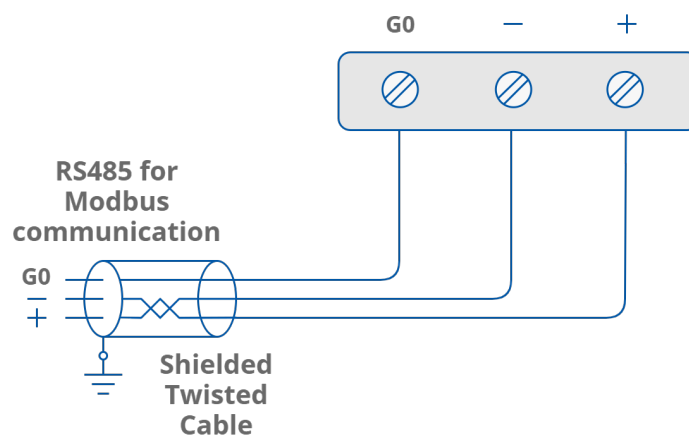 G0 − +
RS485 for
Modbus
communication
G0
−
+
Shielded
Twisted
Cable